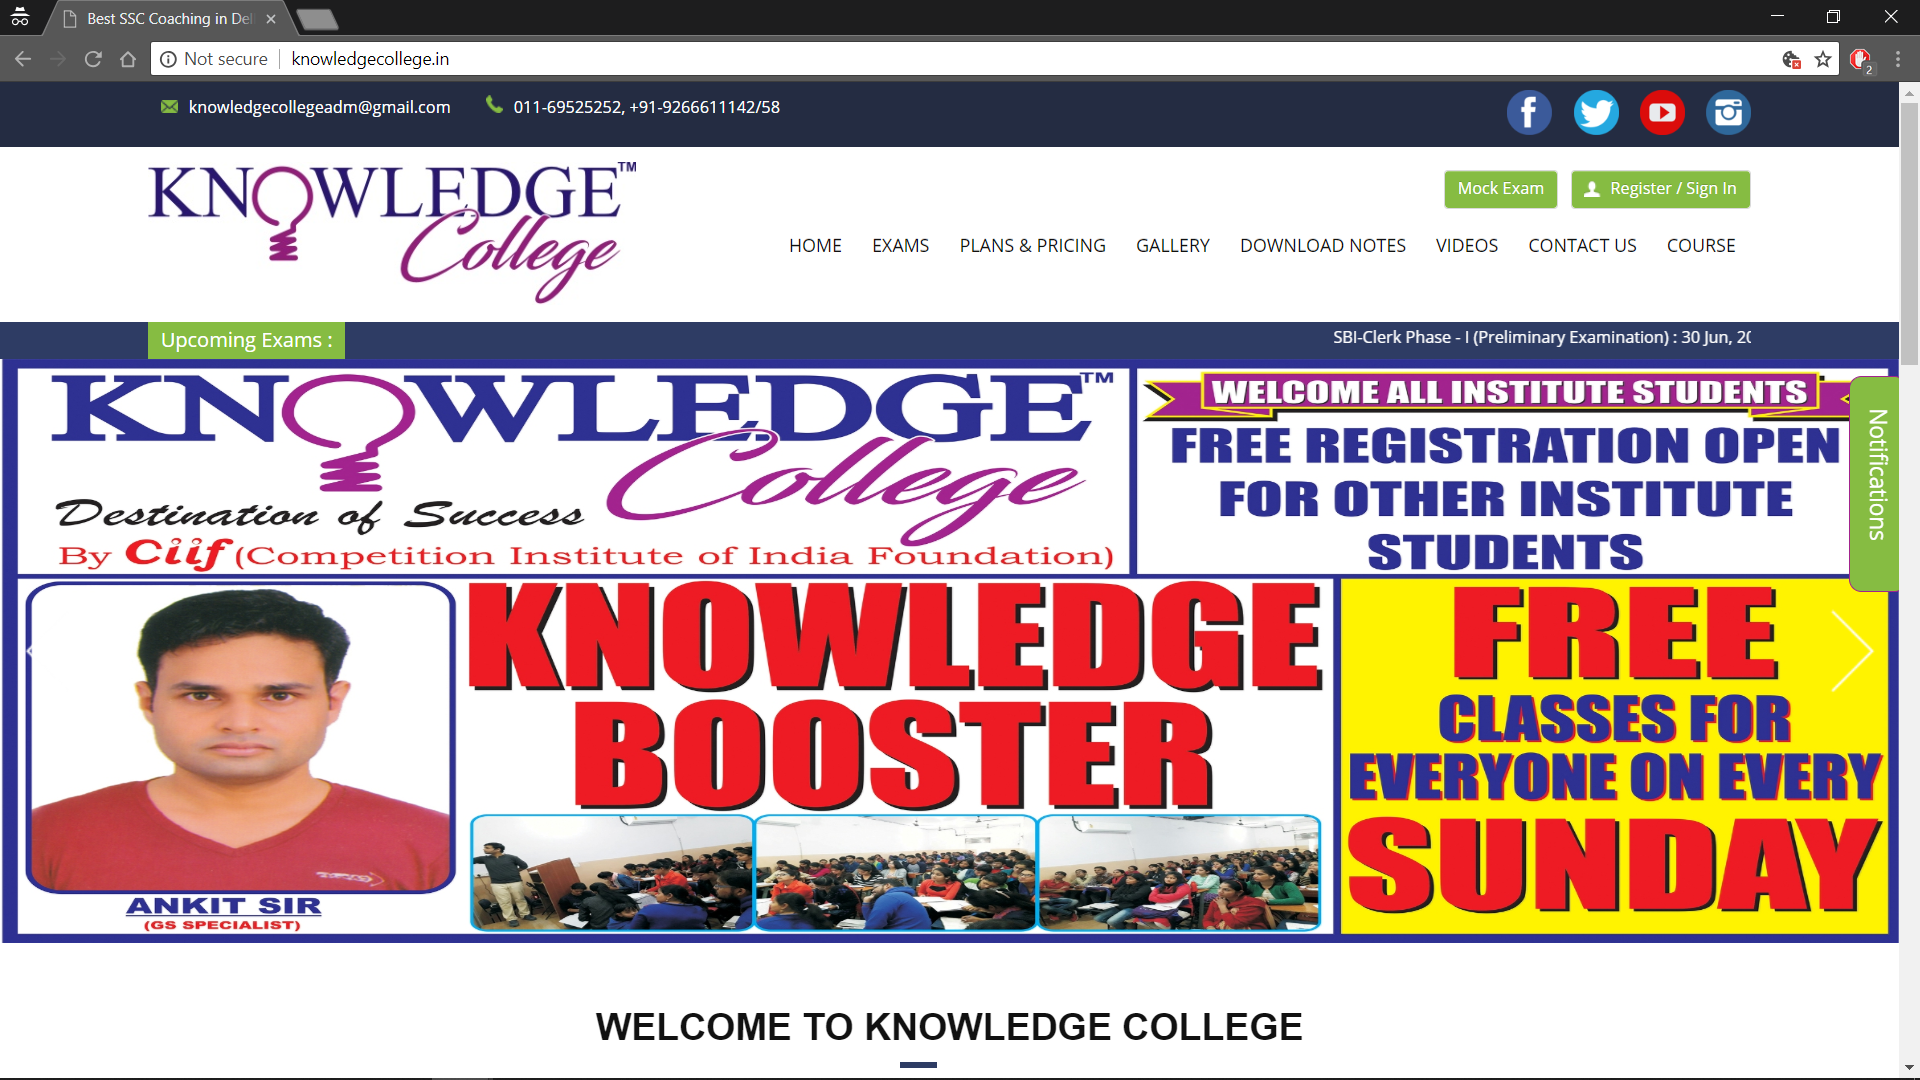 Best SSC Coaching in Del
Not secure
knowledgecollege.in
2
knowledgecollegeadm@gmail.com
011-69525252, +91-9266611142/58
KNOWLEDGE™
College
Mock Exam
Register / Sign In
HOME
EXAMS
PLANS & PRICING
GALLERY
DOWNLOAD NOTES
VIDEOS
CONTACT US
COURSE
Upcoming Exams :
SBI-Clerk Phase - I (Preliminary Examination) : 30 Jun, 20
KNOWLEDGE™
College
Destination of Success
By Ciif (Competition Institute of India Foundation)
WELCOME ALL INSTITUTE STUDENTS
FREE REGISTRATION OPEN
FOR OTHER INSTITUTE
STUDENTS
Notifications
ANKIT SIR
(GS SPECIALIST)
KNOWLEDGE
BOOSTER
FREE
CLASSES FOR
EVERYONE ON EVERY
SUNDAY
WELCOME TO KNOWLEDGE COLLEGE